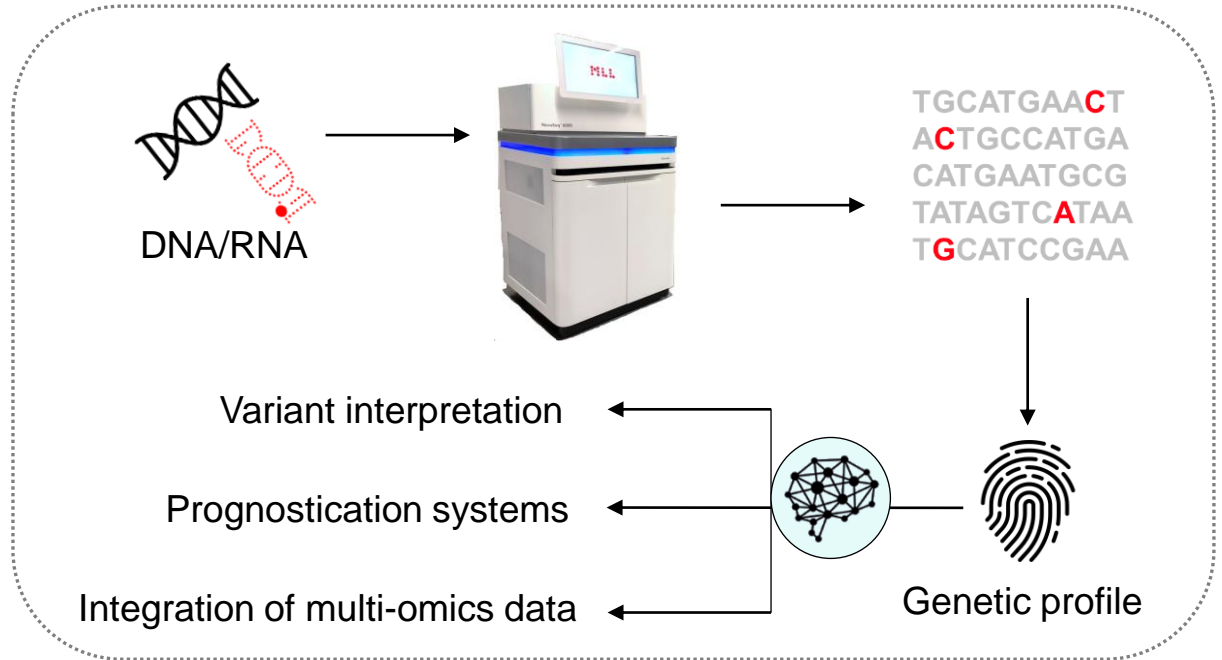 MLL
DNA/RNA
TGCATGAACT
ACTGCCATGA
CATGAATGCG
TATAGTCATAA
TGCATCCGAA
Variant interpretation
Prognostication systems
Integration of multi-omics data
Genetic profile